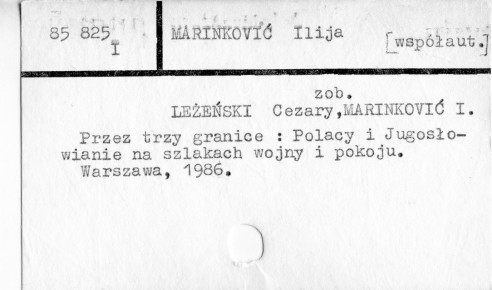 85 825 MARINKOVIĆ Ilija
I [współaut.]
zob.
LEŻEŃSKI Cezary,MARINKOVIĆ I.
Przez trzy granice : Polacy i Jugosło-
wianie na szlakach wojny i pokoju.
Warszawa, 1986.